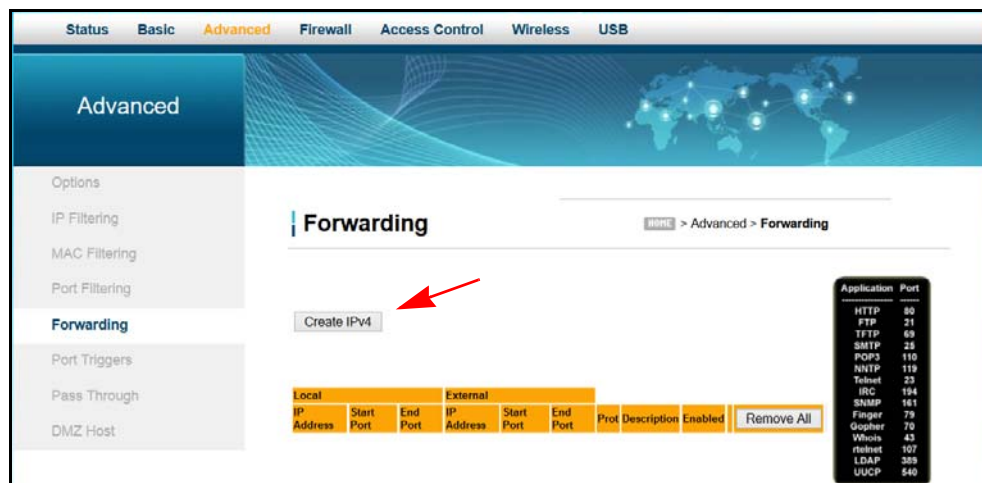 Status Basic Advanced Firewall Access Control Wireless USB
Advanced
Options
IP Filtering
MAC Filtering
Port Filtering
Forwarding
Port Triggers
Pass Through
DMZ Host
Forwarding
HOME > Advanced > Forwarding
Create IPv4
Local External
IP Address Start Port End Port IP Address Start Port End Port Prot Description Enabled Remove All
Application Port
HTTP 80
FTP 21
TFTP 69
SMTP 25
POP3 110
NNTP 119
Telnet 23
IRC 194
SNMP 161
Finger 79
Gopher 70
Whois 43
rtelnet 107
LDAP 389
UUCP 540